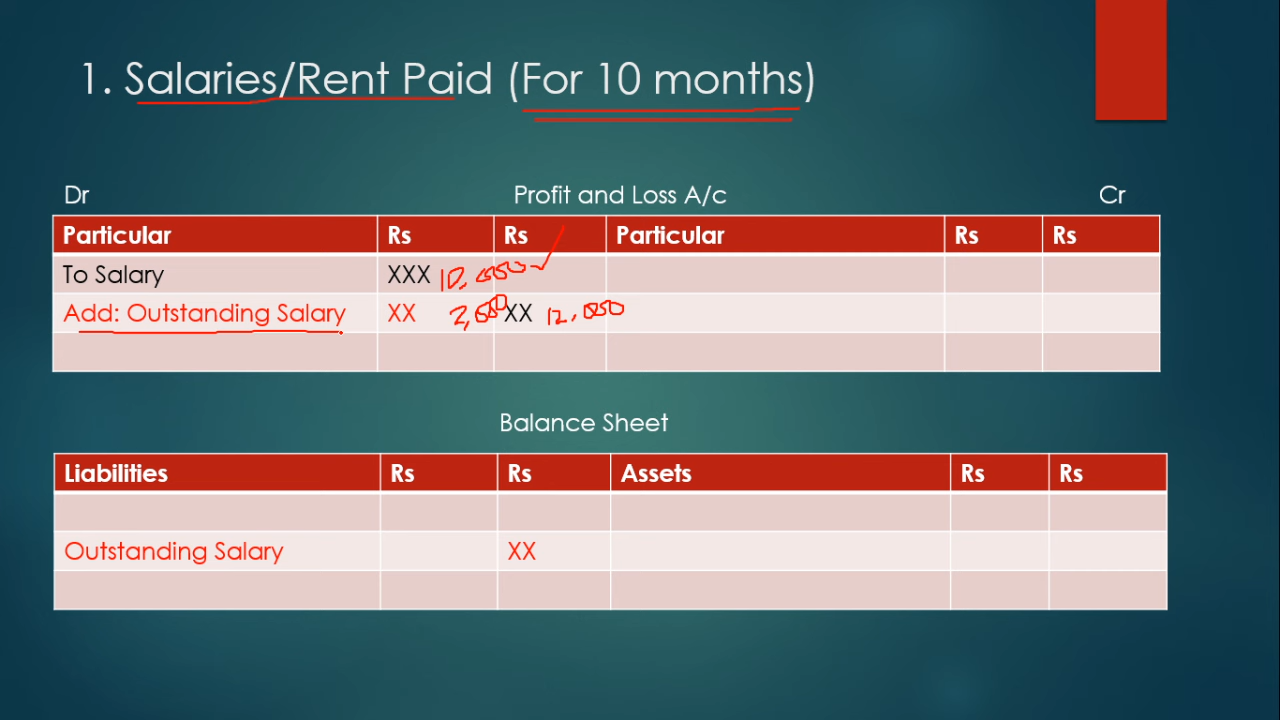 1. Salaries/Rent Paid (For 10 months)
Dr Profit and Loss A/c Cr
Particular Rs Rs Particular Rs Rs
To Salary XXX 10,000
Add: Outstanding Salary XX 2,000 XX 12,000
Balance Sheet
Liabilities Rs Rs Assets Rs Rs
Outstanding Salary XX